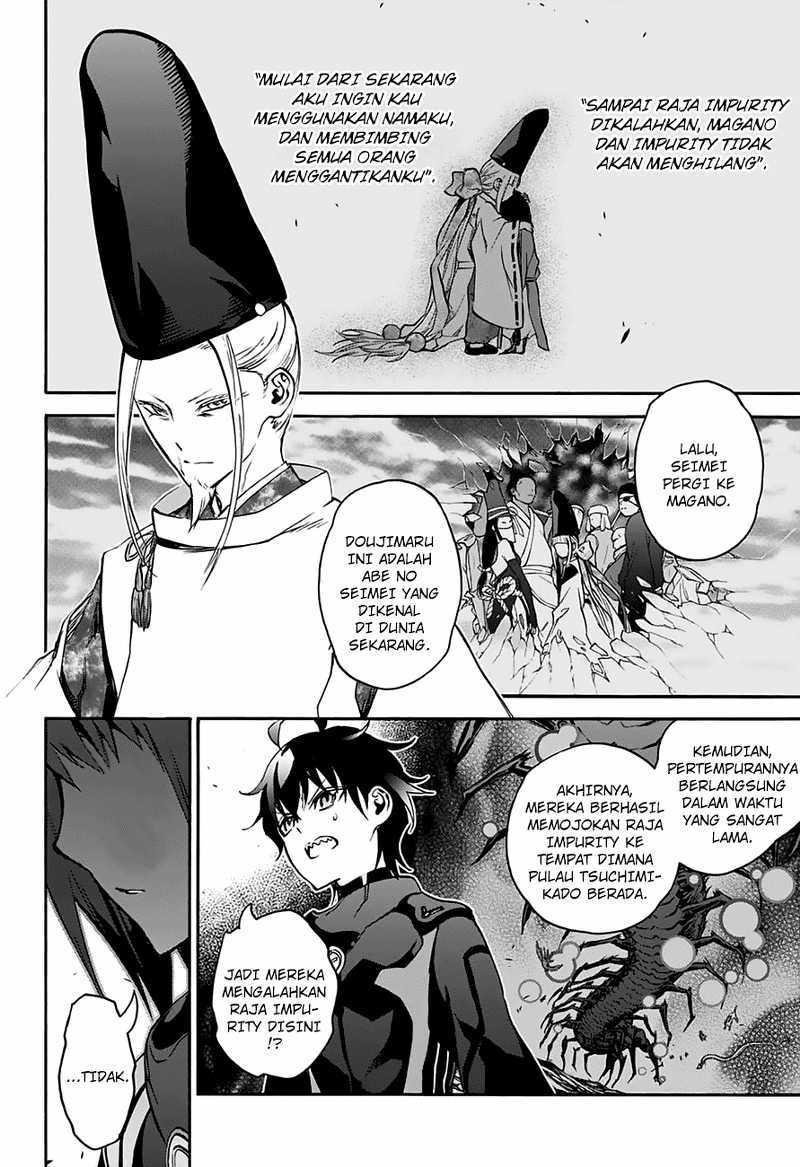 "SAMPAI RAJA IMPURITY
DIKALAHKAN, MAGANO
DAN IMPURITY TIDAK
AKAN MENGHILANG".
"MULAI DARI SEKARANG
AKU INGIN KAU
MENGGUNAKAN NAMAKU,
DAN MEMBIMBING
SEMUA ORANG
MENGGANTIKANKU".
LALU,
SEIMEI
PERGI KE
MAGANO.
DOUJIMARU
INI ADALAH
ABE NO
SEIMEI YANG
DIKENAL
DI DUNIA
SEKARANG.
KEMUDIAN,
PERTEMPURANNYA
BERLANGSUNG
DALAM WAKTU
YANG SANGAT
LAMA.
AKHIRNYA,
MEREKA BERHASIL
MEMOJOKAN RAJA
IMPURITY KE
TEMPAT DIMANA
PULAU TSUCHIMI-
KADO BERADA.
JADI MEREKA
MENGALAHKAN
RAJA IMPU-
RITY DISINI
!?
...TIDAK.